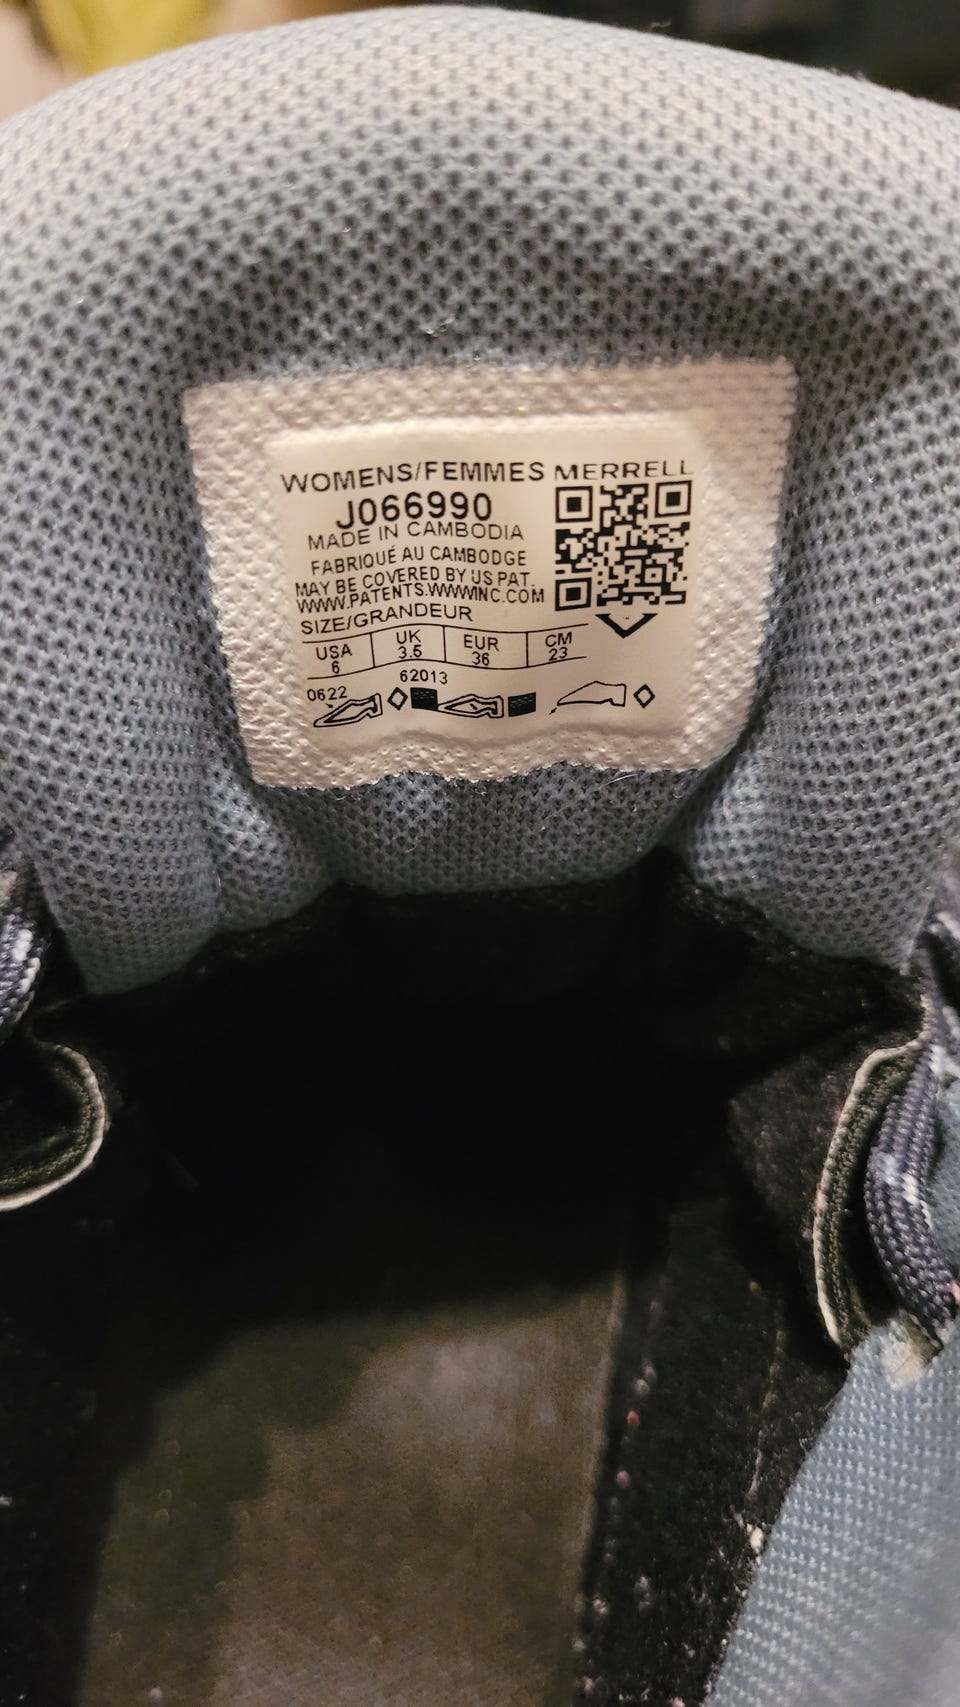 WOMENS/FEMMES MERRELL
J066990
MADE IN CAMBODIA
FABRIQUÉ AU CAMBODGE
MAY BE COVERED BY US PAT.
WWW.PATENTS.WWWINC.COM
SIZE/GRANDEUR
USA UK EUR CM
6 3.5 36 23
0622 62013